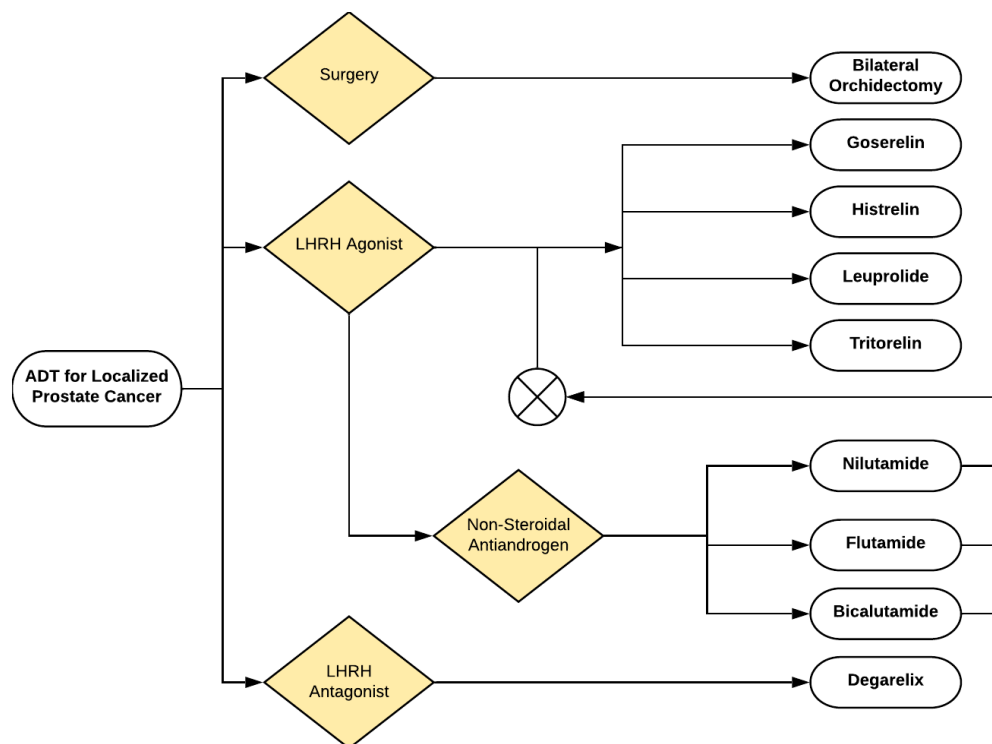 Surgery
Bilateral
Orchidectomy
Goserelin
LHRH Agonist
Histrelin
Leuprolide
Tritorelin
ADT for Localized
Prostate Cancer
Nilutamide
Non-Steroidal
Antiandrogen
Flutamide
Bicalutamide
LHRH
Antagonist
Degarelix